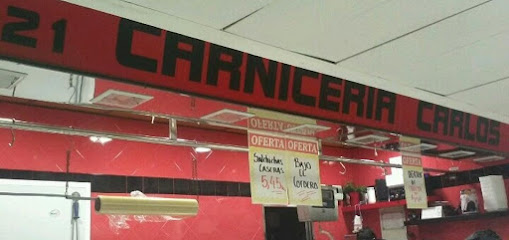 21 CARNICERIA CARLOS
OFERTA
OFERTA OFERTA
Salchichas
caseras
5,45
Bajo
el
Cordero
OFERTA